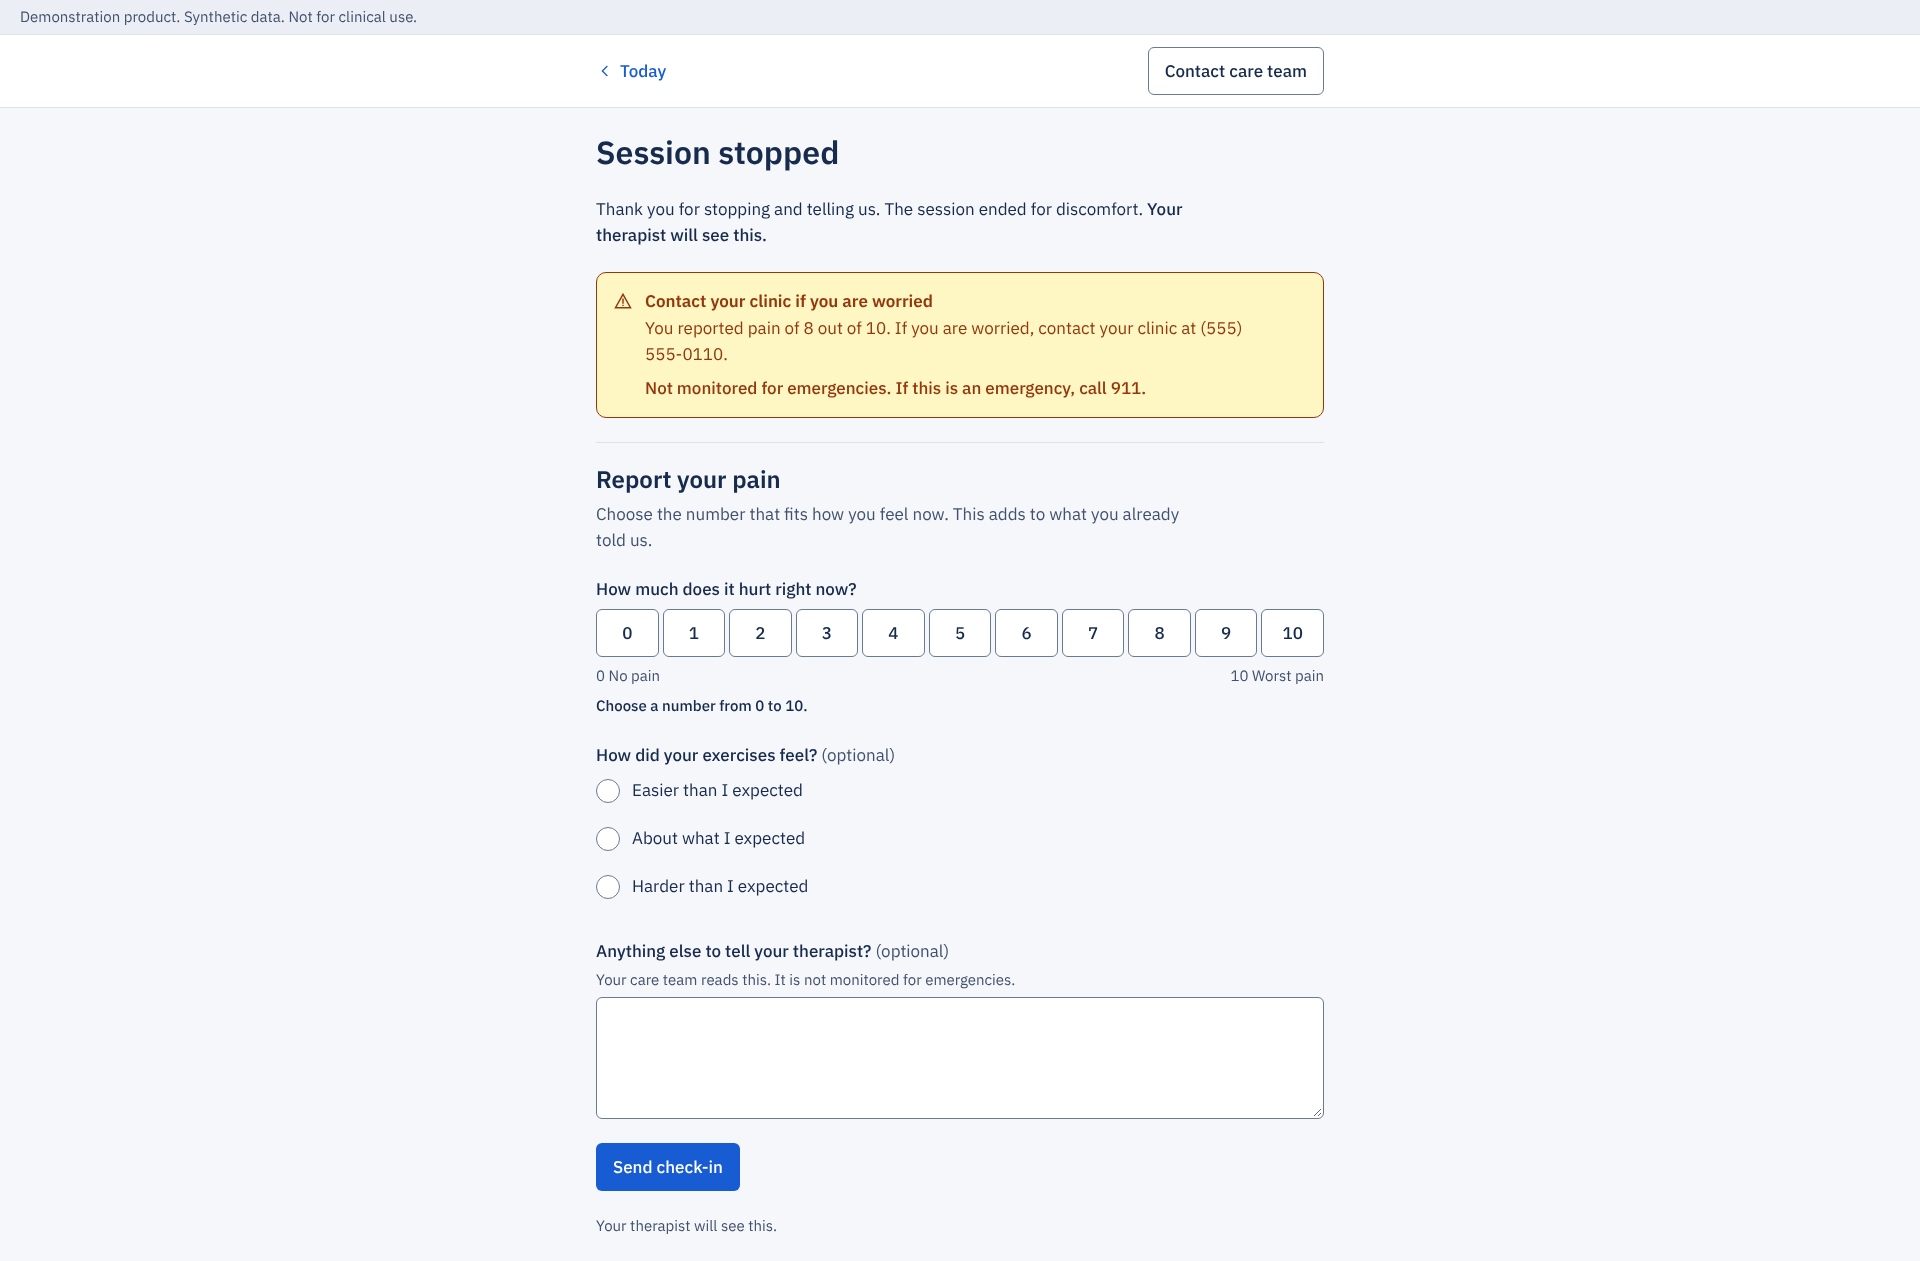 Demonstration product. Synthetic data. Not for clinical use.
Today
Contact care team
Session stopped
Thank you for stopping and telling us. The session ended for discomfort. Your
therapist will see this.
Contact your clinic if you are worried
You reported pain of 8 out of 10. If you are worried, contact your clinic at (555)
555-0110.
Not monitored for emergencies. If this is an emergency, call 911.
Report your pain
Choose the number that fits how you feel now. This adds to what you already
told us.
How much does it hurt right now?
0 1 2 3 4 5 6 7 8 9 10
0 No pain 10 Worst pain
Choose a number from 0 to 10.
How did your exercises feel? (optional)
Easier than I expected
About what I expected
Harder than I expected
Anything else to tell your therapist? (optional)
Your care team reads this. It is not monitored for emergencies.
Send check-in
Your therapist will see this.